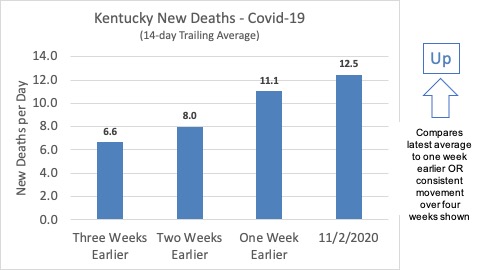 Kentucky New Deaths - Covid-19
(14-day Trailing Average)
New Deaths per Day
14.0
12.0
10.0
8.0
6.0
4.0
2.0
0.0
6.6
8.0
11.1
12.5
Three Weeks
Earlier
Two Weeks
Earlier
One Week
Earlier
11/2/2020
Up
Compares
latest average
to one week
earlier OR
consistent
movement
over four
weeks shown